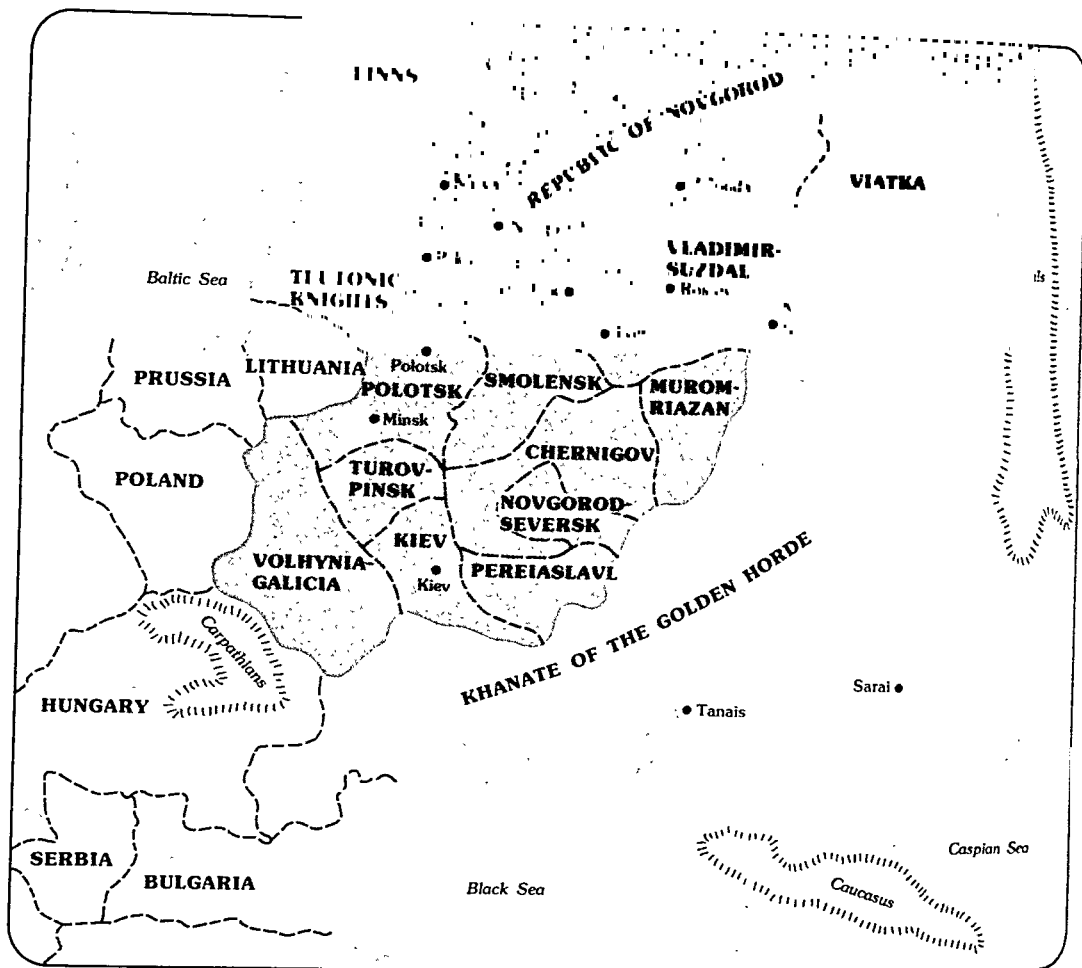 FINNS
REPUBLIC OF NOVGOROD
VIATKA
VLADIMIR-
SUZDAL
Baltic Sea
TEUTONIC
KNIGHTS
PRUSSIA
LITHUANIA
Polotsk
POLOTSK
SMOLENSK
MUROM-
RIAZAN
Minsk
POLAND
TUROV-
PINSK
CHERNIGOV
NOVGOROD-
SEVERSK
KIEV
Kiev
VOLHYNIA-
GALICIA
PEREIASLAVL
KHANATE OF THE GOLDEN HORDE
Carpathians
HUNGARY
Sarai
Tanais
SERBIA
BULGARIA
Black Sea
Caspian Sea
Caucasus